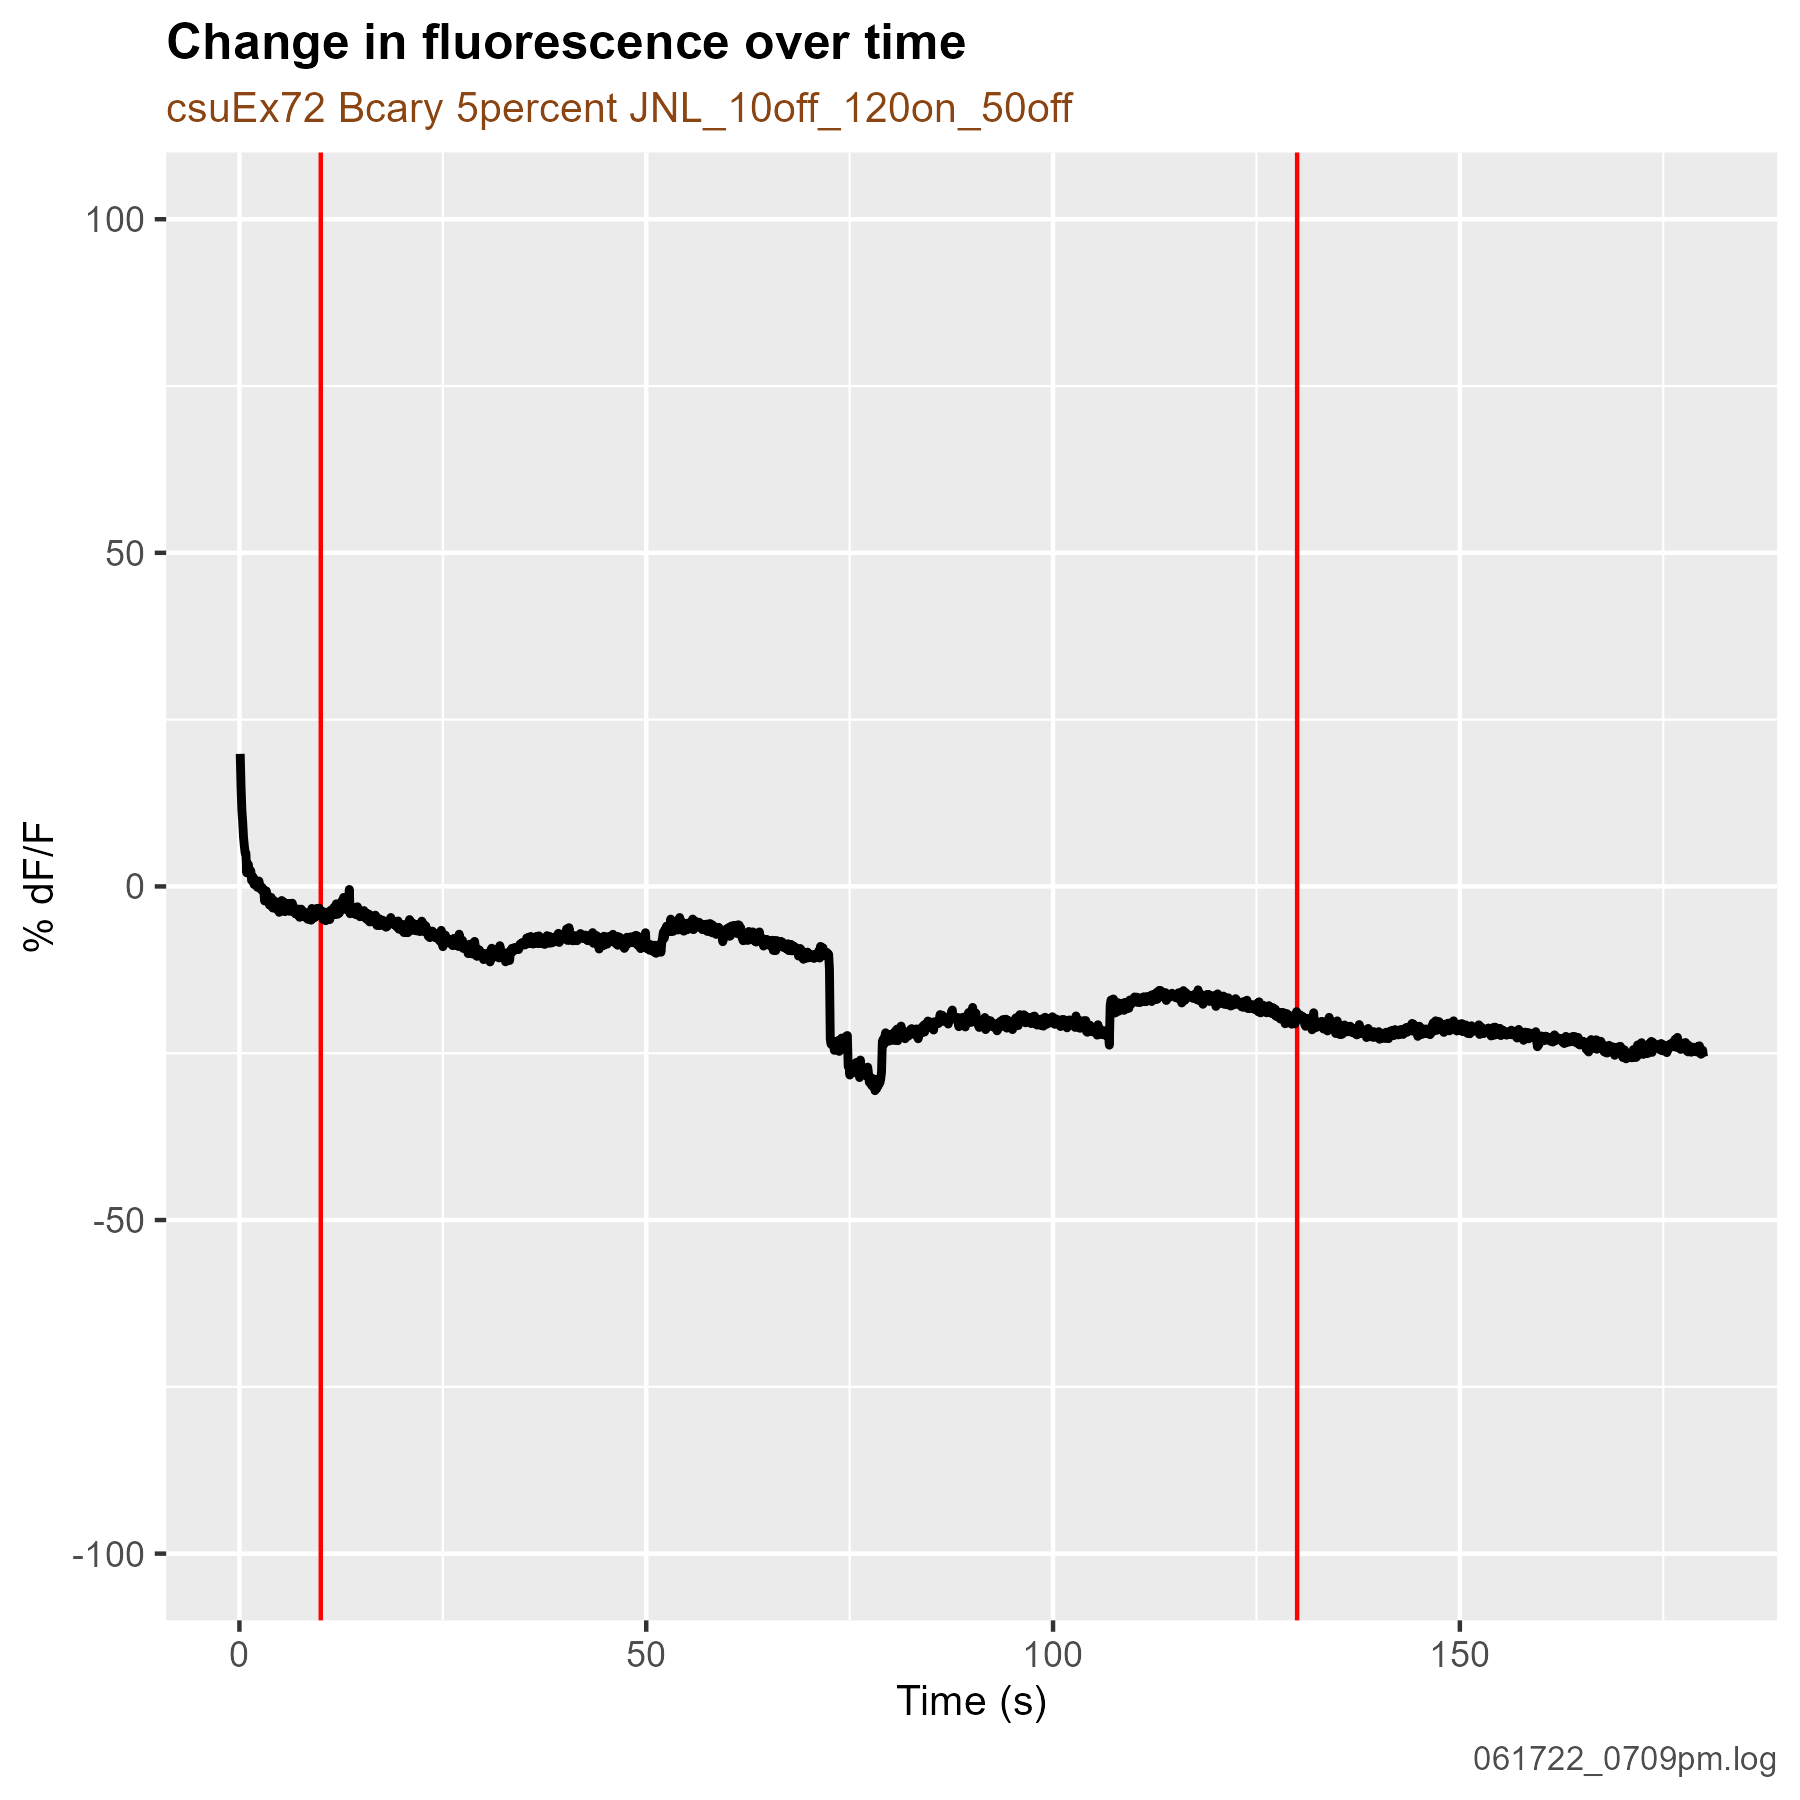 Change in fluorescence over time
csuEx72 Bcary 5percent JNL_10off_120on_50off
% dF/F
100
50
0
-50
-100
0 50 100 150
Time (s)
061722_0709pm.log